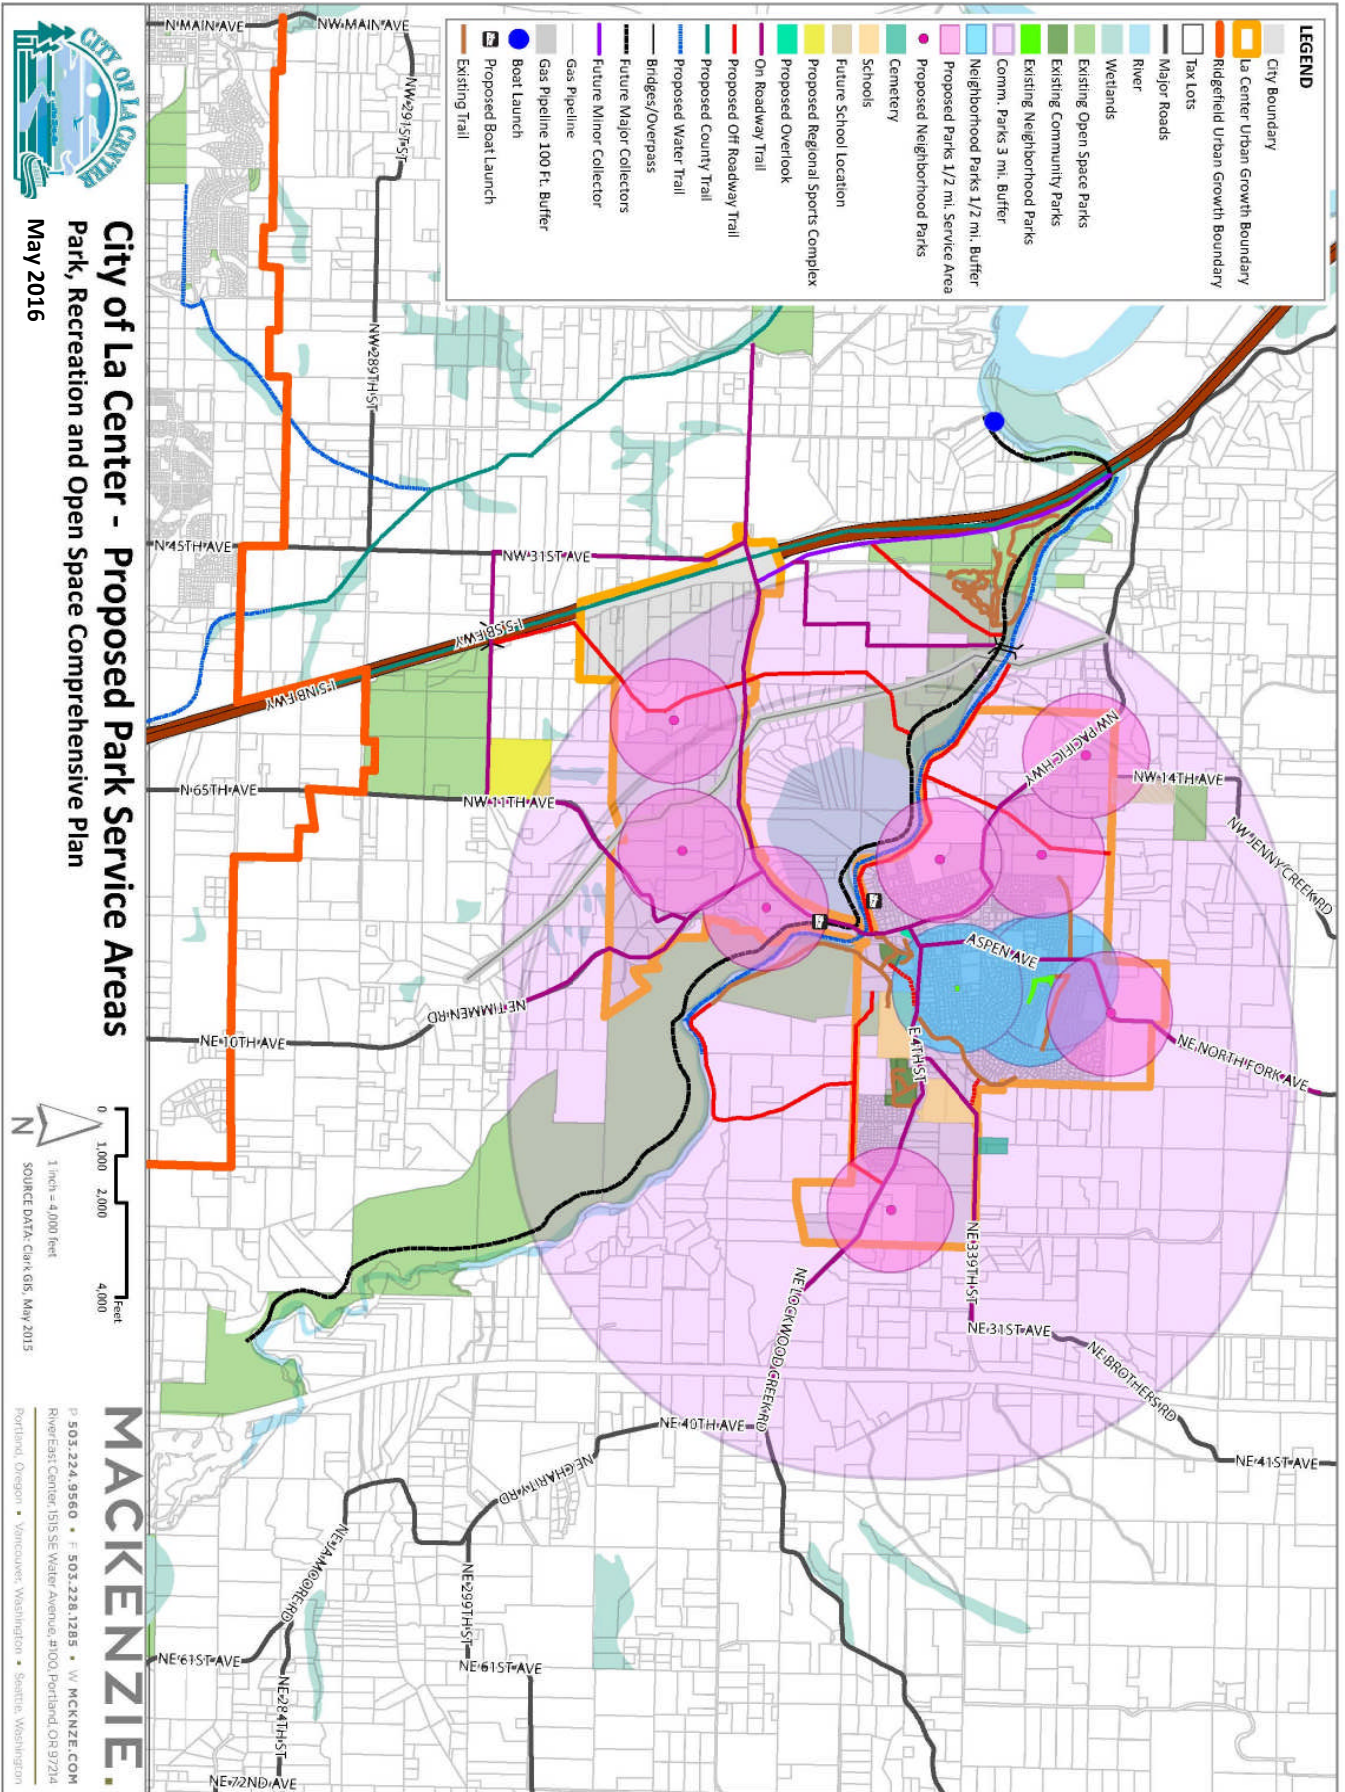 LEGEND
City Boundary
La Center Urban Growth Boundary
Ridgefield Urban Growth Boundary
Tax Lots
Major Roads
River
Wetlands
Existing Open Space Parks
Existing Community Parks
Existing Neighborhood Parks
Comm. Parks 3 mi. Buffer
Neighborhood Parks 1/2 mi. Buffer
Proposed Parks 1/2 mi. Service Area
Proposed Neighborhood Parks
Cemetery
Schools
Future School Location
Proposed Regional Sports Complex
Proposed Overlook
On Roadway Trail
Proposed Off Roadway Trail
Proposed County Trail
Proposed Water Trail
Bridges/Overpass
Future Major Collectors
Future Minor Collector
Gas Pipeline
Gas Pipeline 100 Ft. Buffer
Boat Launch
Proposed Boat Launch
Existing Trail
NW PACIFIC HWY
NW 14TH AVE
NW JENNY CREEK RD
ASPEN AVE
NE NORTH FORK AVE
E 4TH ST
NE 339TH ST
NE 31ST AVE
NE BROTHERS RD
NE 41ST AVE
NE LOCKWOOD CREEK RD
NE 40TH AVE
NE CHARITY RD
NE 299TH ST
NE 61ST AVE
NE JA MOORE RD
NE 61ST AVE
NE 284TH ST
NE 72ND AVE
NE TIMMEN RD
NE 10TH AVE
NW 11TH AVE
N 65TH AVE
I-5 SB FWY
I-5 NB FWY
NW 31ST AVE
N 45TH AVE
NW 289TH ST
NW 291ST ST
NW MAIN AVE
N MAIN AVE
CITY OF LA CENTER
City of La Center - Proposed Park Service Areas
Park, Recreation and Open Space Comprehensive Plan
May 2016
0 1,000 2,000 4,000
Feet
1 inch = 4,000 feet
N
SOURCE DATA: Clark GIS, May 2015
MACKENZIE.
P 503.224.9560 ▪ F 503.228.1285 ▪ W MCKNZE.COM
RiverEast Center, 1515 SE Water Avenue, #100, Portland, OR 97214
Portland, Oregon ▪ Vancouver, Washington ▪ Seattle, Washington